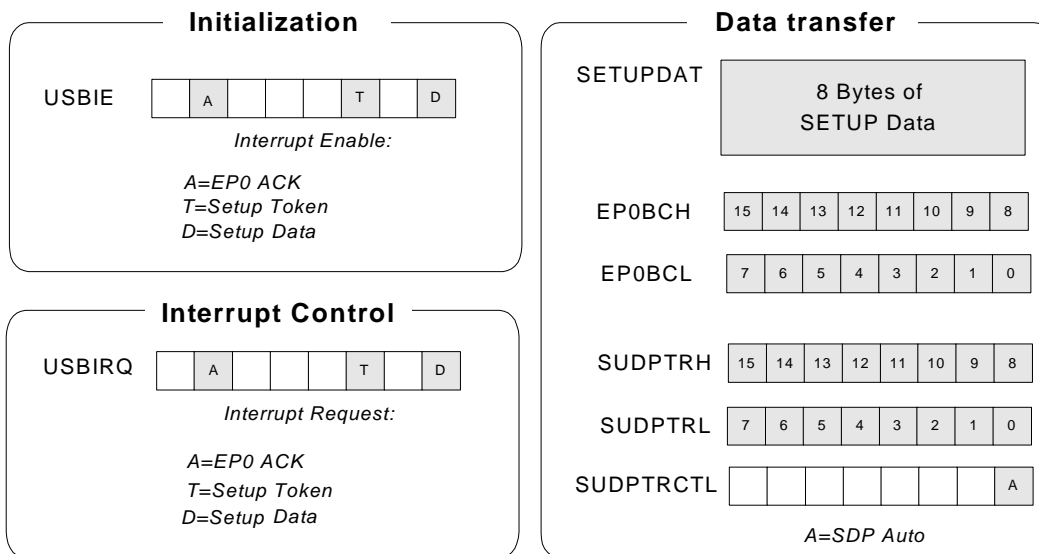 Initialization
USBIE
A T D
Interrupt Enable:
A=EP0 ACK
T=Setup Token
D=Setup Data
Interrupt Control
USBIRQ
A T D
Interrupt Request:
A=EP0 ACK
T=Setup Token
D=Setup Data
Data transfer
SETUPDAT
8 Bytes of
SETUP Data
EP0BCH
15 14 13 12 11 10 9 8
EP0BCL
7 6 5 4 3 2 1 0
SUDPTRH
15 14 13 12 11 10 9 8
SUDPTRL
7 6 5 4 3 2 1 0
SUDPTRCTL
A
A=SDP Auto